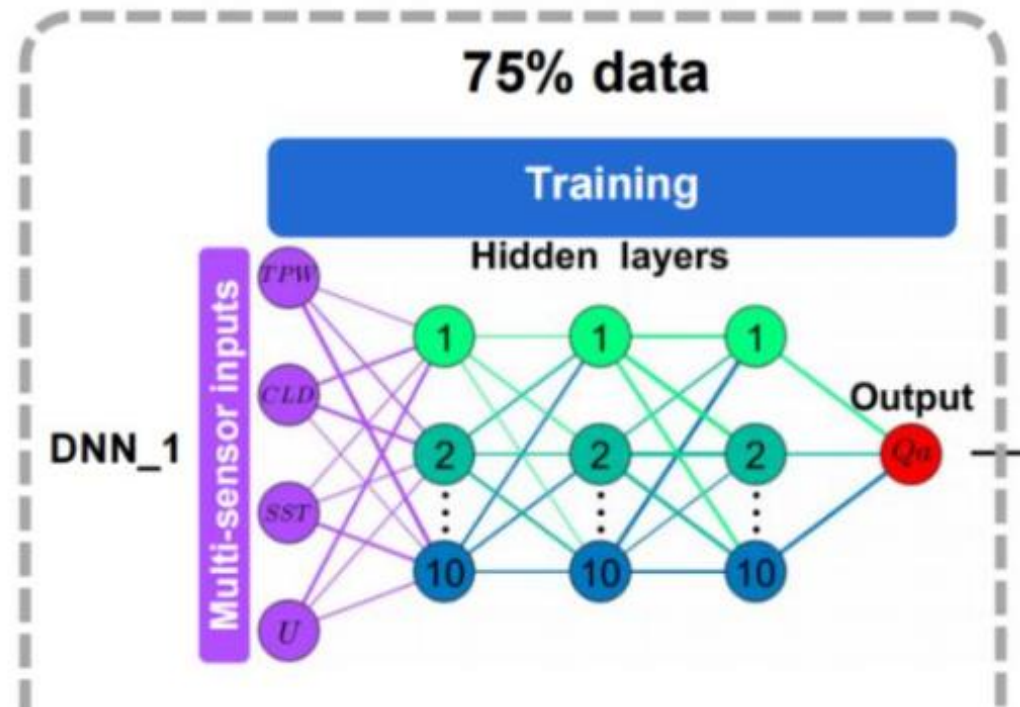 75% data
Training
Hidden layers
Multi-sensor inputs
TPW
CLD
SST
U
DNN_1
1
1
1
2
2
2
10
10
10
Output
Qa